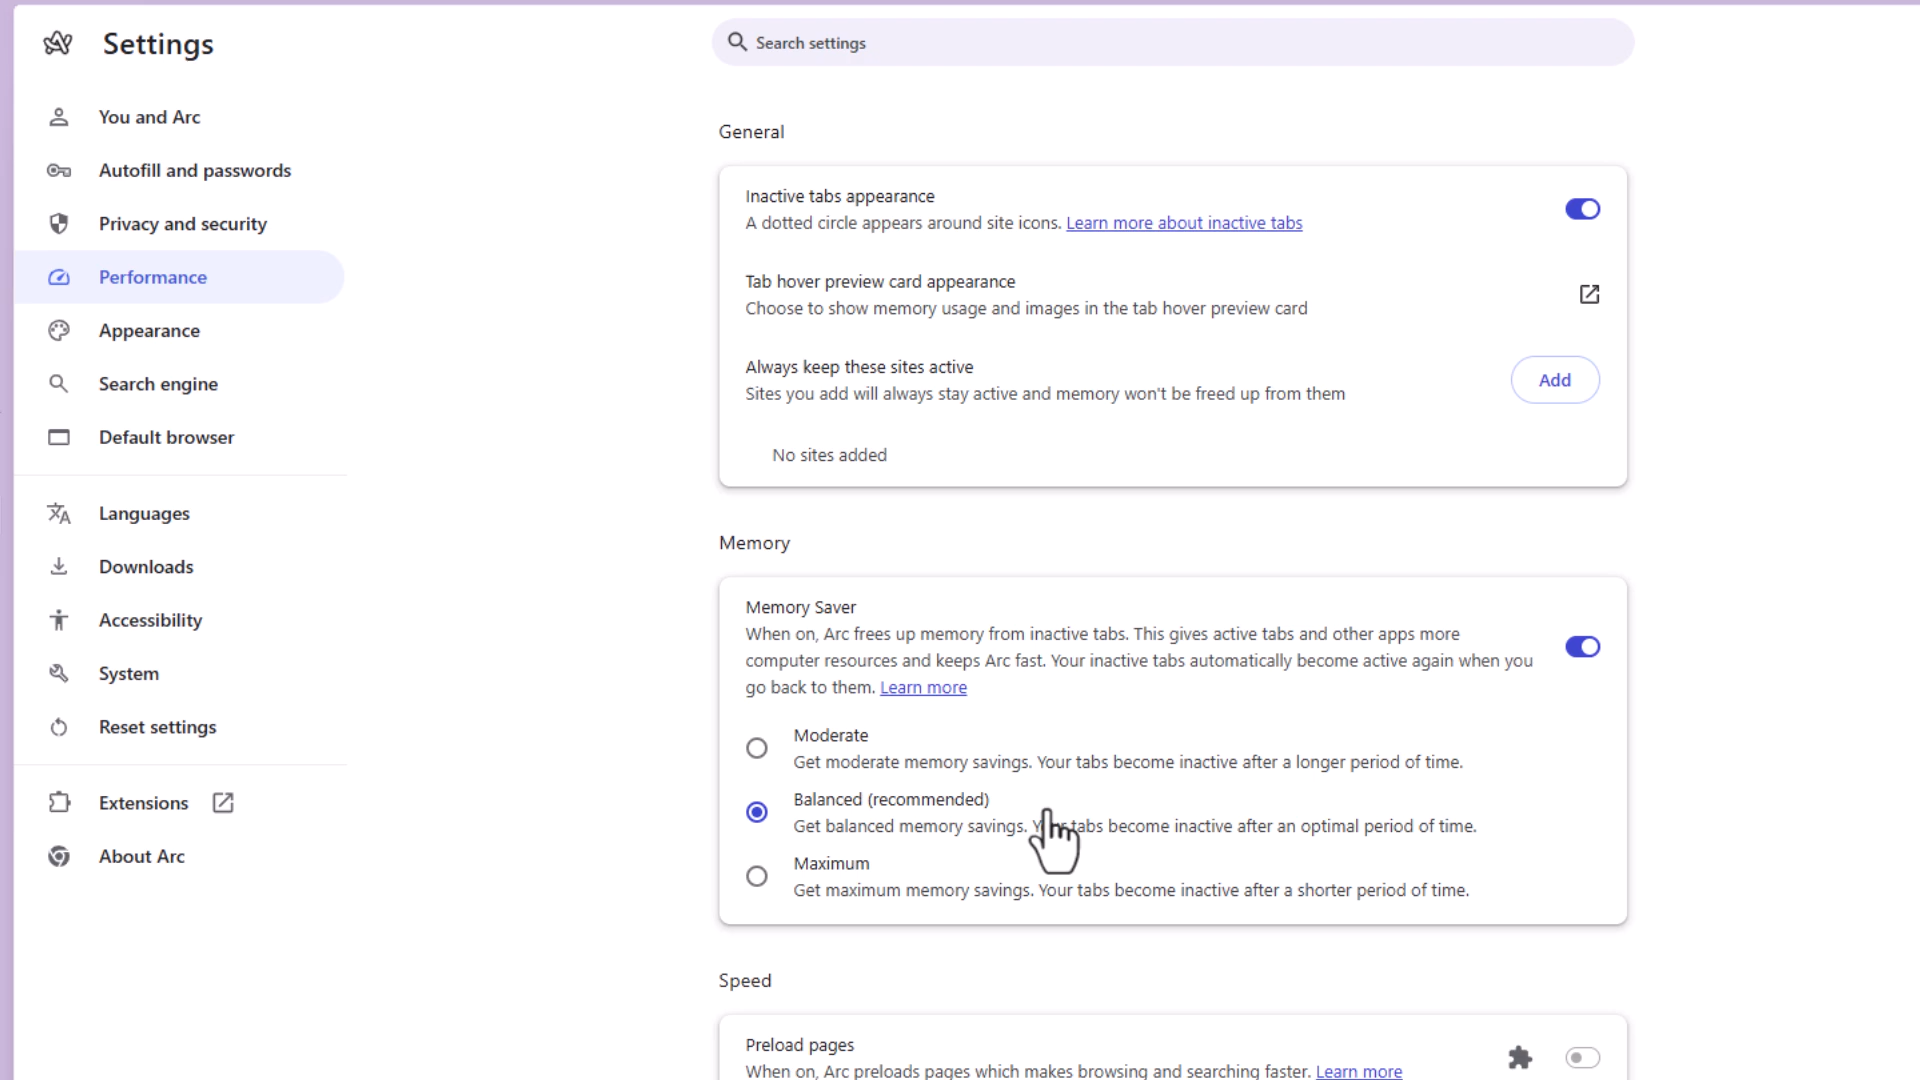 Settings
Search settings
You and Arc
Autofill and passwords
Privacy and security
Performance
Appearance
Search engine
Default browser
Languages
Downloads
Accessibility
System
Reset settings
Extensions
About Arc
General
Inactive tabs appearance
A dotted circle appears around site icons. Learn more about inactive tabs
Tab hover preview card appearance
Choose to show memory usage and images in the tab hover preview card
Always keep these sites active
Sites you add will always stay active and memory won't be freed up from them
Add
No sites added
Memory
Memory Saver
When on, Arc frees up memory from inactive tabs. This gives active tabs and other apps more
computer resources and keeps Arc fast. Your inactive tabs automatically become active again when you
go back to them. Learn more
Moderate
Get moderate memory savings. Your tabs become inactive after a longer period of time.
Balanced (recommended)
Get balanced memory savings. Your tabs become inactive after an optimal period of time.
Maximum
Get maximum memory savings. Your tabs become inactive after a shorter period of time.
Speed
Preload pages
When on, Arc preloads pages which makes browsing and searching faster. Learn more